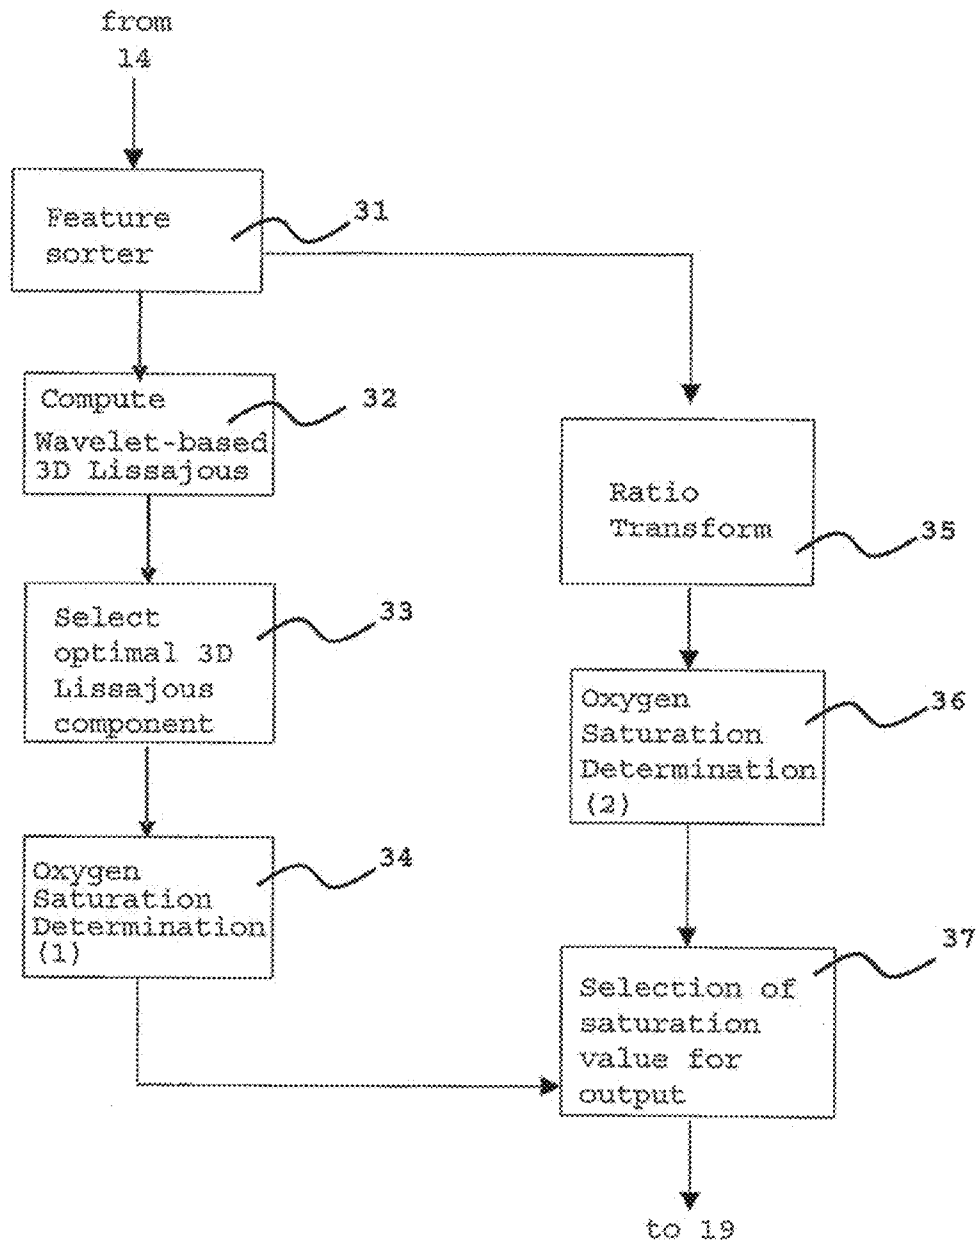 from
14
Feature
sorter
31
Compute
Wavelet-based
3D Lissajous
32
Select
optimal 3D
Lissajous
component
33
Oxygen
Saturation
Determination
(1)
34
Ratio
Transform
35
Oxygen
Saturation
Determination
(2)
36
Selection of
saturation
value for
output
37
to 19